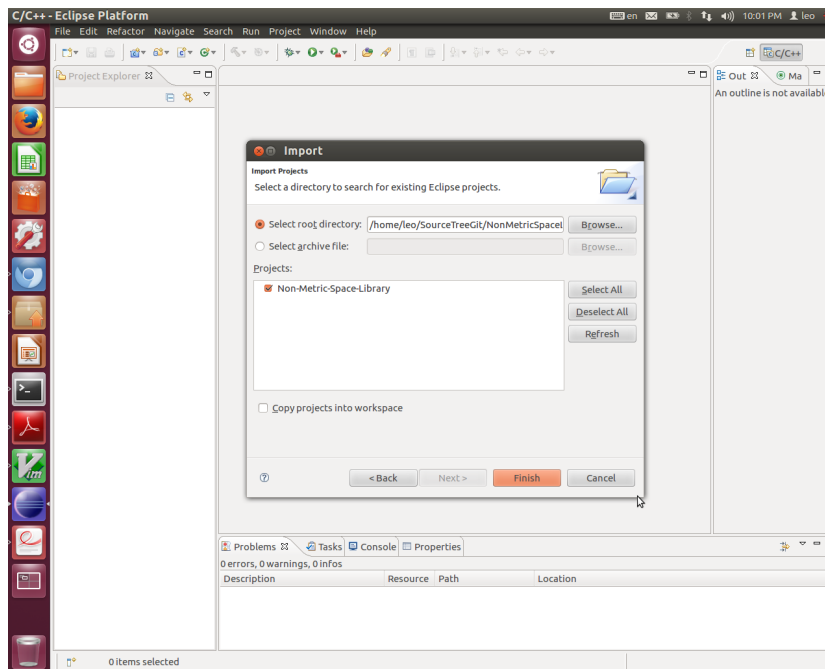 C/C++ - Eclipse Platform en 10:01 PM leo
File Edit Refactor Navigate Search Run Project Window Help
C/C++
Project Explorer
Out Ma
An outline is not availabl
Import
Import Projects
Select a directory to search for existing Eclipse projects.
Select root directory: /home/leo/SourceTreeGit/NonMetricSpaceL Browse...
Select archive file: Browse...
Projects:
Non-Metric-Space-Library
Select All
Deselect All
Refresh
Copy projects into workspace
< Back Next > Finish Cancel
Problems Tasks Console Properties
0 errors, 0 warnings, 0 infos
Description Resource Path Location
0 items selected